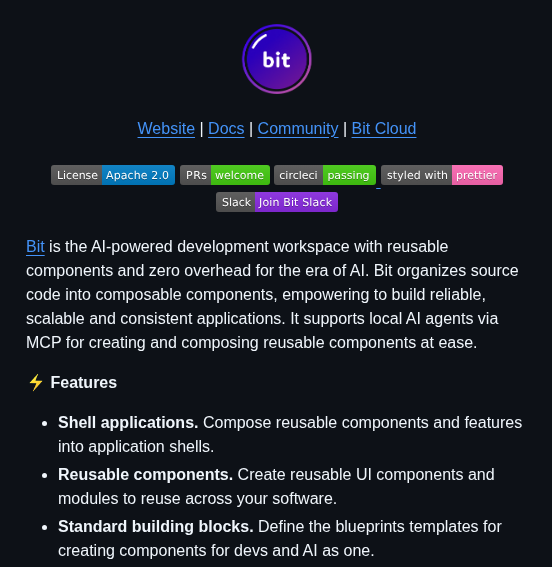 bit
Website | Docs | Community | Bit Cloud
License Apache 2.0 PRs welcome circleci passing styled with prettier
Slack Join Bit Slack
Bit is the AI-powered development workspace with reusable
components and zero overhead for the era of AI. Bit organizes source
code into composable components, empowering to build reliable,
scalable and consistent applications. It supports local AI agents via
MCP for creating and composing reusable components at ease.
⚡ Features
• Shell applications. Compose reusable components and features
into application shells.
• Reusable components. Create reusable UI components and
modules to reuse across your software.
• Standard building blocks. Define the blueprints templates for
creating components for devs and AI as one.